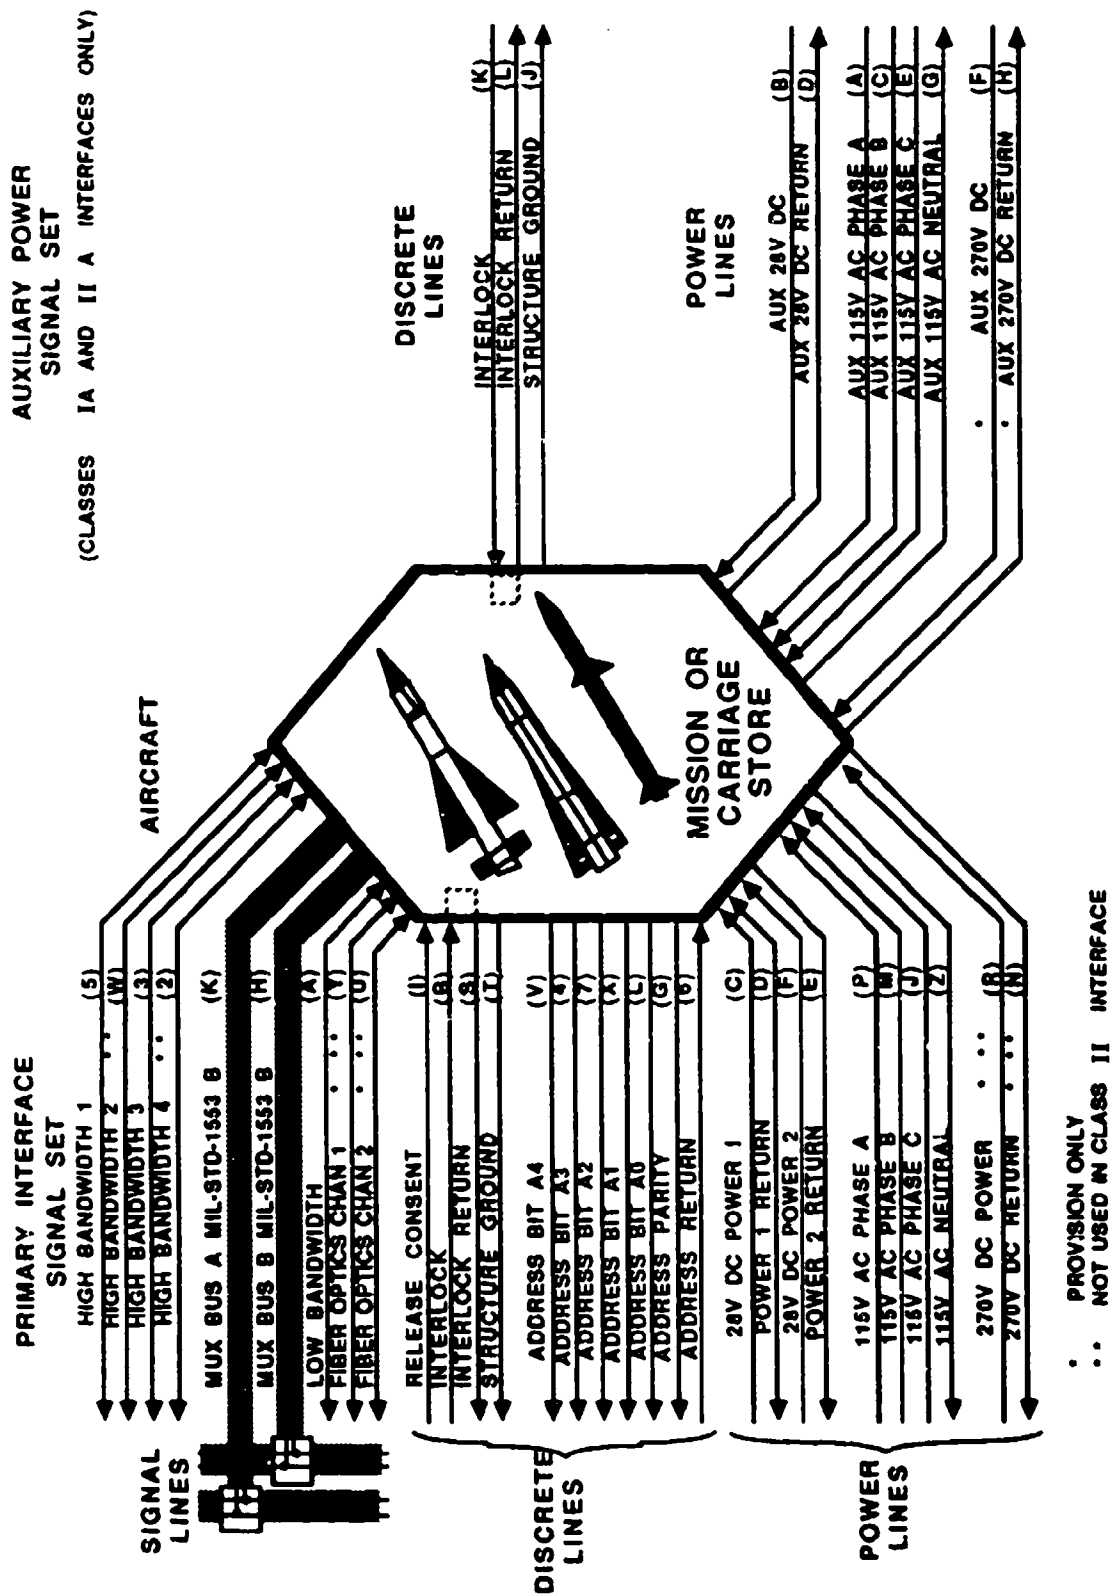 PRIMARY INTERFACE
SIGNAL SET
AIRCRAFT
AUXILIARY POWER
SIGNAL SET
(CLASSES IA AND II A INTERFACES ONLY)
SIGNAL
LINES
HIGH BANDWIDTH 1 (5)
HIGH BANDWIDTH 2 •• (W)
HIGH BANDWIDTH 3 (3)
HIGH BANDWIDTH 4 •• (2)
MUX BUS A MIL-STD-1553 B (K)
MUX BUS B MIL-STD-1553 B (H)
LOW BANDWIDTH (A)
FIBER OPTICS CHAN 1 • •• (Y)
FIBER OPTICS CHAN 2 • •• (U)
DISCRETE
LINES
RELEASE CONSENT (1)
INTERLOCK (B)
INTERLOCK RETURN (S)
STRUCTURE GROUND (T)
ADDRESS BIT A4 (V)
ADDRESS BIT A3 (4)
ADDRESS BIT A2 (7)
ADDRESS BIT A1 (X)
ADDRESS BIT A0 (L)
ADDRESS PARITY (G)
ADDRESS RETURN (6)
POWER
LINES
28V DC POWER 1 (C)
POWER 1 RETURN (D)
28V DC POWER 2 (F)
POWER 2 RETURN (E)
115V AC PHASE A (P)
115V AC PHASE B (M)
115V AC PHASE C (J)
115V AC NEUTRAL (Z)
270V DC POWER • •• (R)
270V DC RETURN • •• (N)
MISSION OR
CARRIAGE
STORE
DISCRETE
LINES
INTERLOCK (K)
INTERLOCK RETURN (L)
STRUCTURE GROUND (J)
POWER
LINES
AUX 28V DC (B)
AUX 28V DC RETURN (D)
AUX 115V AC PHASE A (A)
AUX 115V AC PHASE B (C)
AUX 115V AC PHASE C (E)
AUX 115V AC NEUTRAL (G)
• AUX 270V DC (F)
• AUX 270V DC RETURN (H)
• PROVISION ONLY
•• NOT USED IN CLASS II INTERFACE